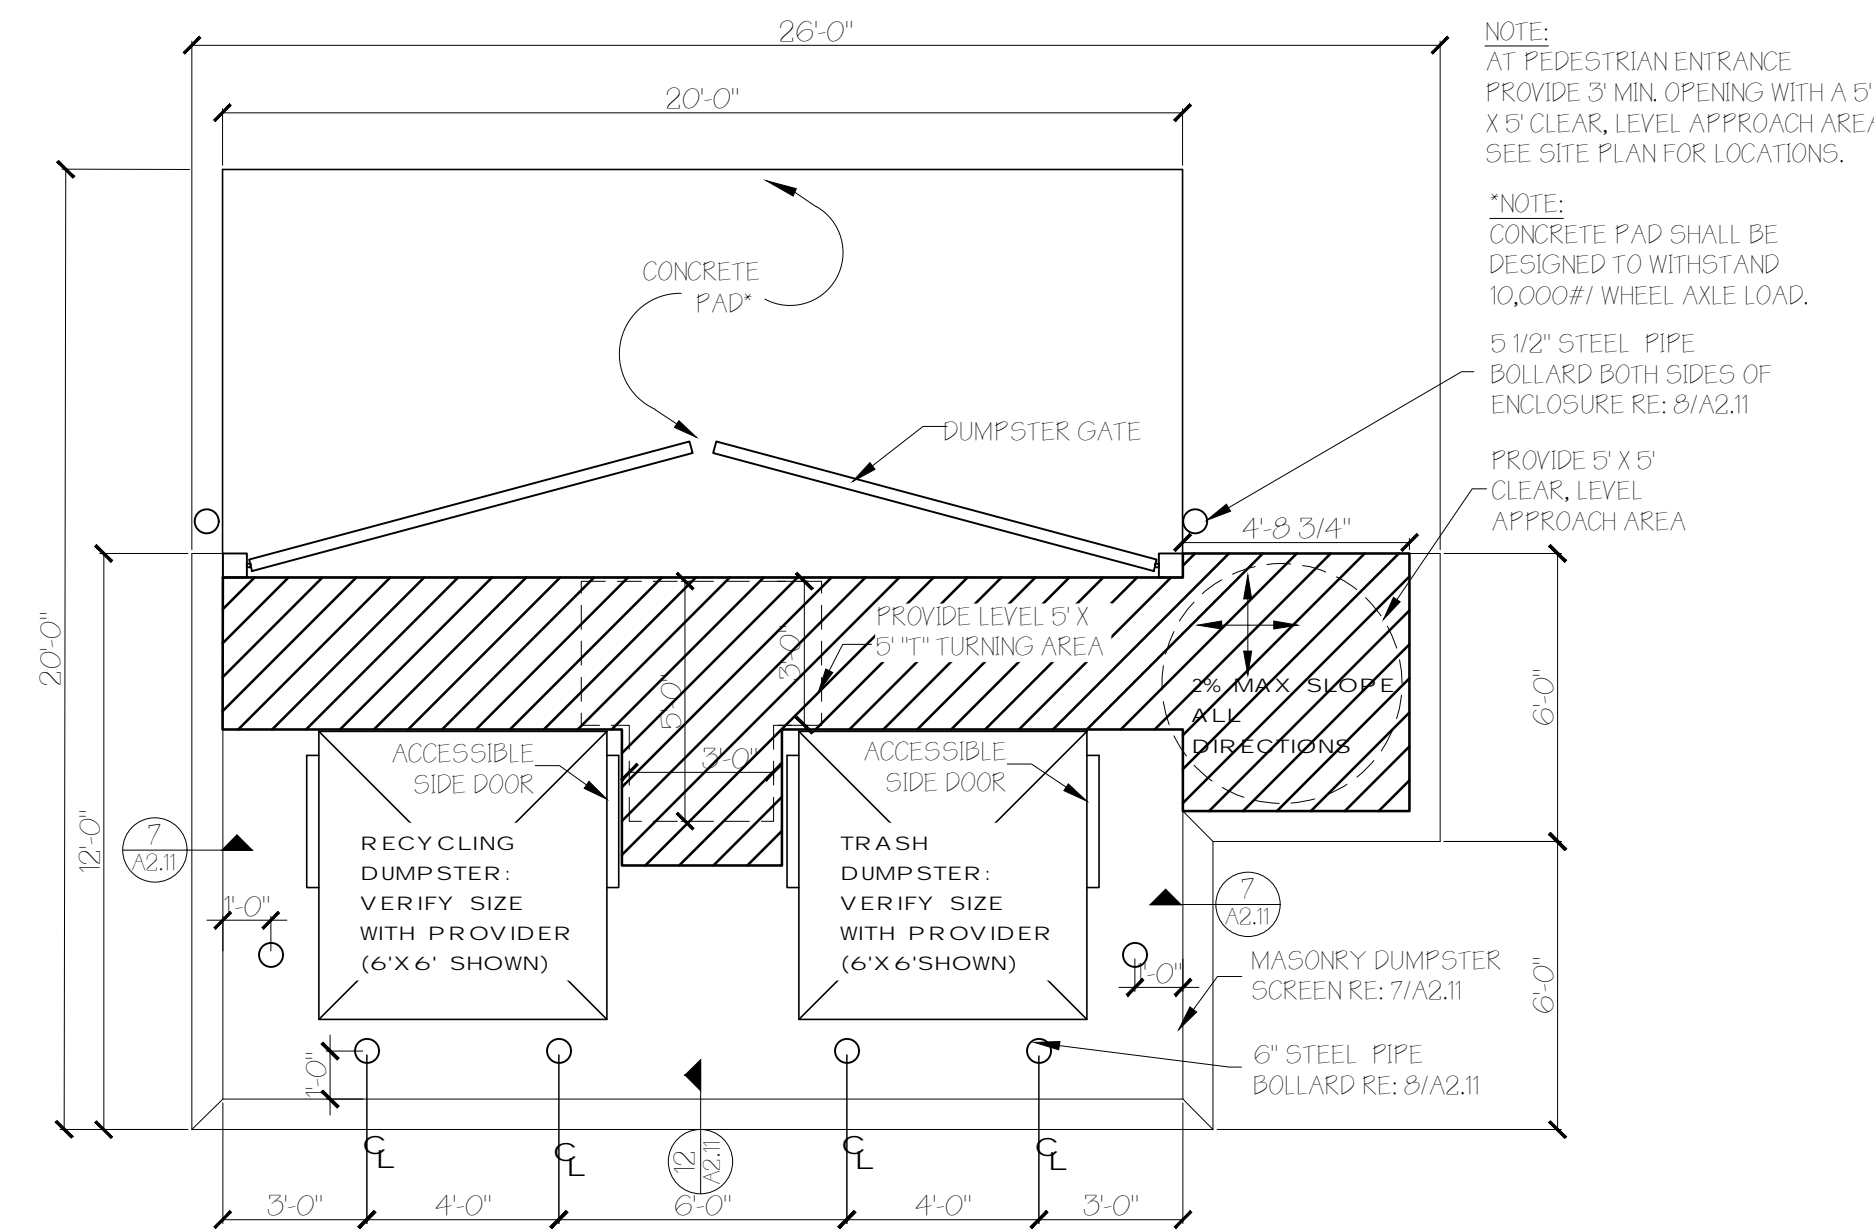 26'-0"
20'-0"
NOTE:
AT PEDESTRIAN ENTRANCE
PROVIDE 3' MIN. OPENING WITH A 5'
X 5' CLEAR, LEVEL APPROACH AREA
SEE SITE PLAN FOR LOCATIONS.
*NOTE:
CONCRETE PAD SHALL BE
DESIGNED TO WITHSTAND
10,000#/ WHEEL AXLE LOAD.
5 1/2" STEEL PIPE
BOLLARD BOTH SIDES OF
ENCLOSURE RE: 8/A2.11
PROVIDE 5' X 5'
CLEAR, LEVEL
APPROACH AREA
CONCRETE
PAD*
DUMPSTER GATE
4'-8 3/4"
20'-0"
12'-0"
PROVIDE LEVEL 5' X
5' "T" TURNING AREA
3'-0"
5'-0"
3'-0"
2% MAX SLOPE
ALL
DIRECTIONS
6'-0"
6'-0"
ACCESSIBLE
SIDE DOOR
ACCESSIBLE
SIDE DOOR
RECYCLING
DUMPSTER:
VERIFY SIZE
WITH PROVIDER
(6'X6' SHOWN)
TRASH
DUMPSTER:
VERIFY SIZE
WITH PROVIDER
(6'X6'SHOWN)
7
A2.11
7
A2.11
1'-0"
1'-0"
1'-0"
MASONRY DUMPSTER
SCREEN RE: 7/A2.11
6" STEEL PIPE
BOLLARD RE: 8/A2.11
CL
CL
12
A2.11
CL
CL
3'-0"
4'-0"
6'-0"
4'-0"
3'-0"